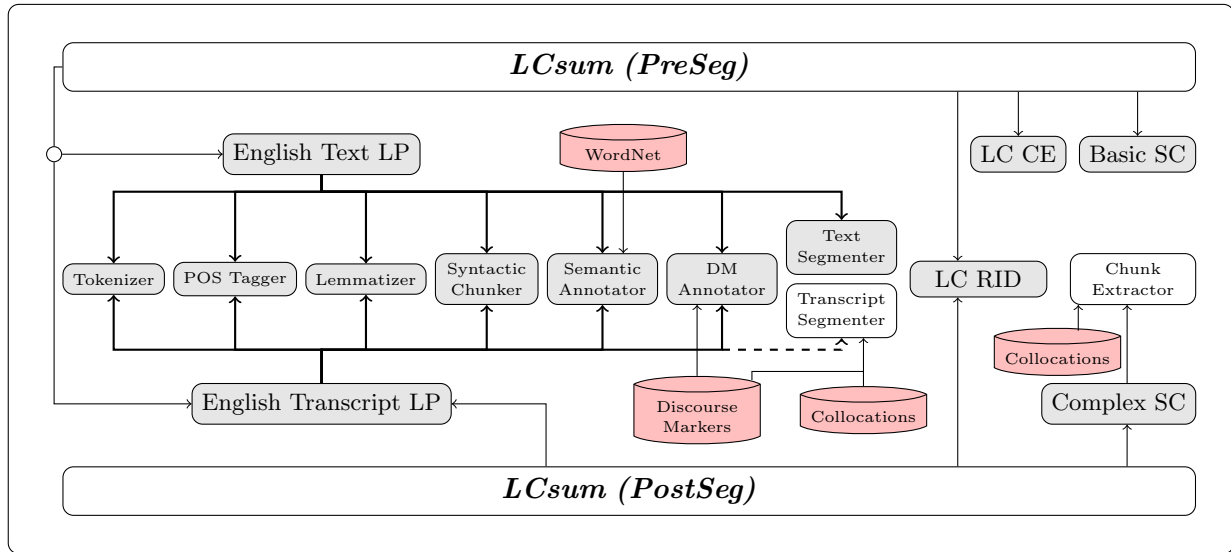 LCsum (PreSeg)
English Text LP
WordNet
LC CE
Basic SC
Tokenizer
POS Tagger
Lemmatizer
Syntactic
Chunker
Semantic
Annotator
DM
Annotator
Text
Segmenter
Transcript
Segmenter
LC RID
Chunk
Extractor
Collocations
English Transcript LP
Discourse
Markers
Collocations
Complex SC
LCsum (PostSeg)